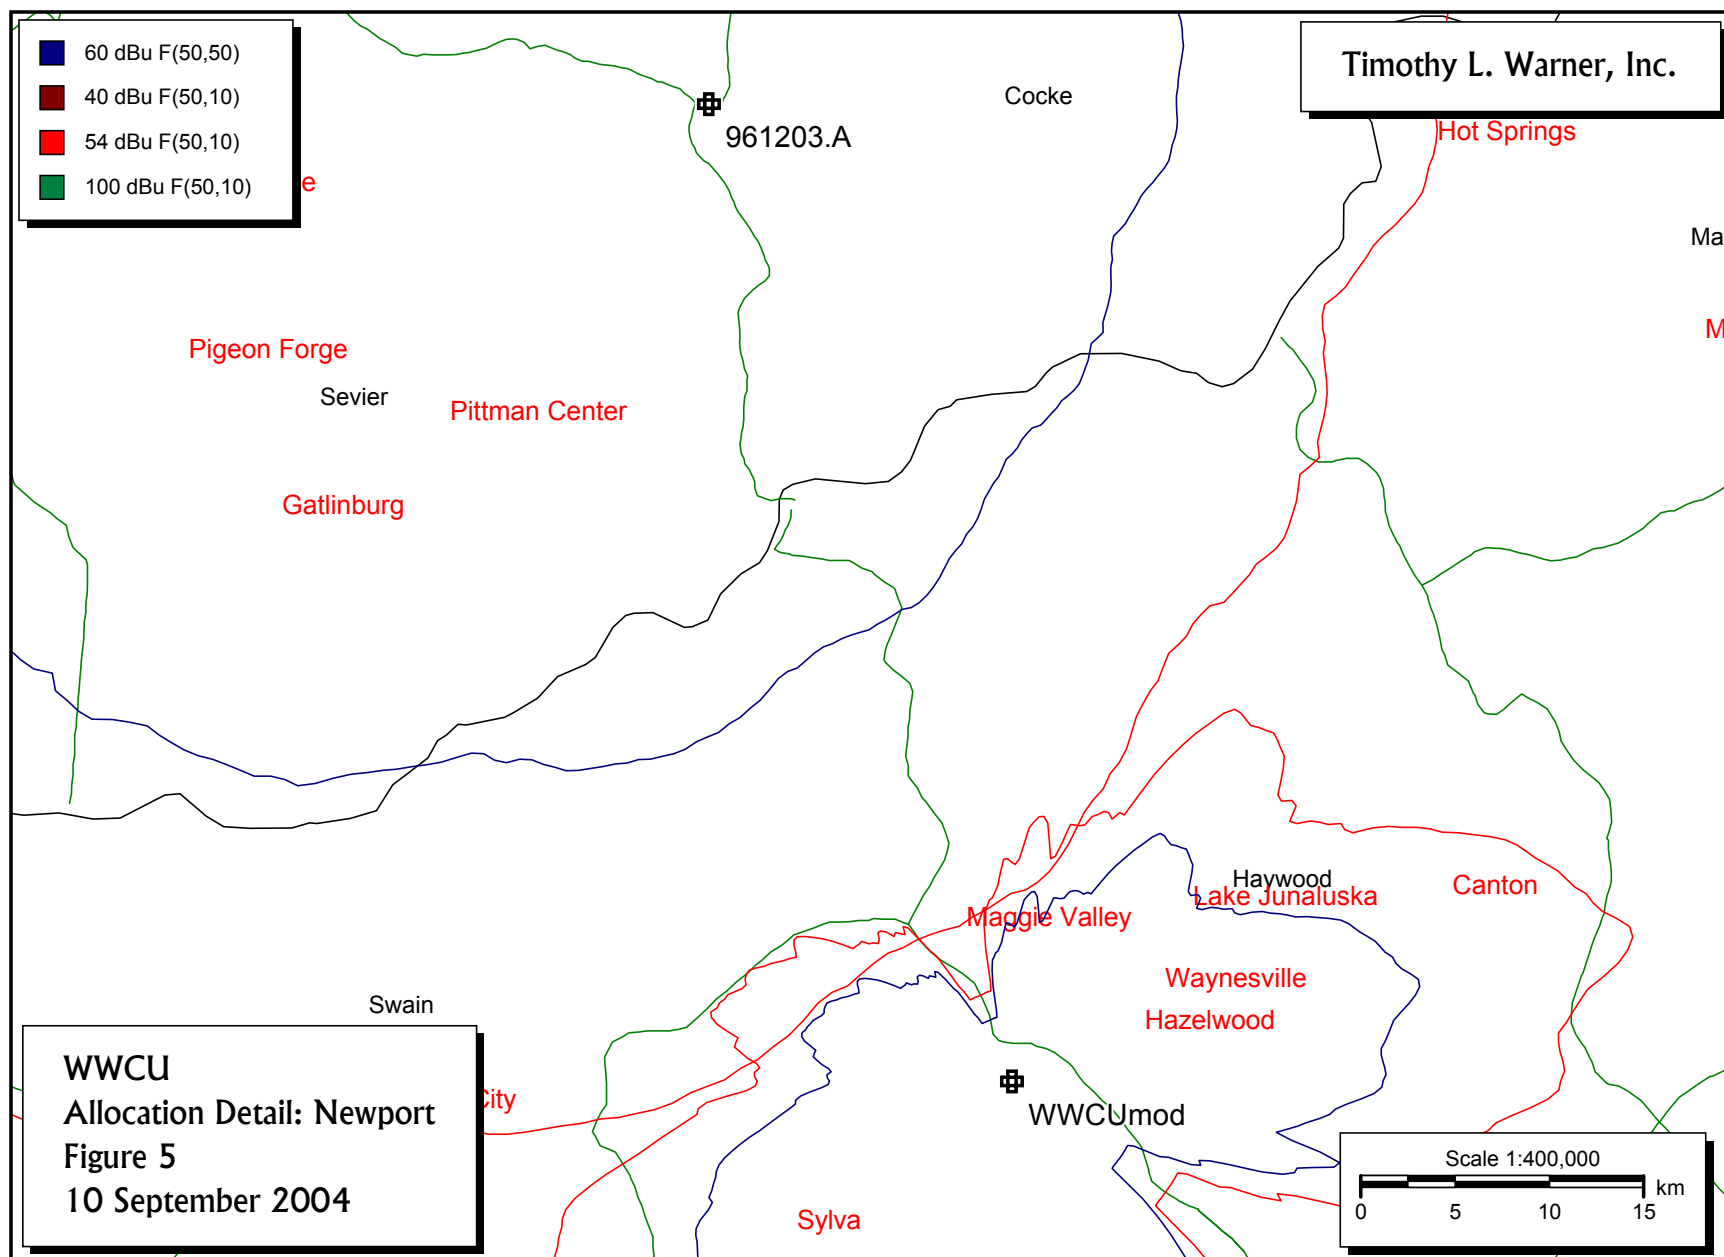 60 dBu F(50,50)
40 dBu F(50,10)
54 dBu F(50,10)
100 dBu F(50,10)
Timothy L. Warner, Inc.
Cocke
961203.A
Hot Springs
e
Ma
M
Pigeon Forge
Sevier
Pittman Center
Gatlinburg
Haywood
Lake Junaluska
Canton
Maggie Valley
Waynesville
Hazelwood
Swain
City
WWCUmod
Sylva
WWCU
Allocation Detail: Newport
Figure 5
10 September 2004
Scale 1:400,000
km
0 5 10 15